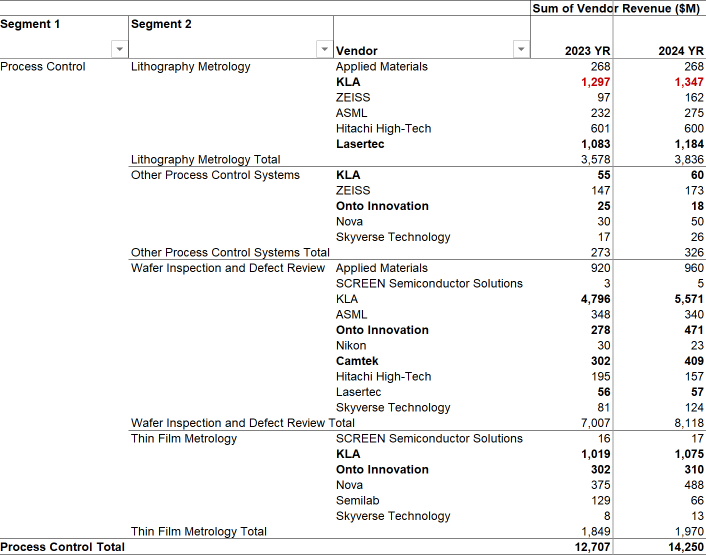 Sum of Vendor Revenue ($M)
Segment 1 Segment 2
Vendor 2023 YR 2024 YR
Process Control Lithography Metrology Applied Materials 268 268
KLA 1,297 1,347
ZEISS 97 162
ASML 232 275
Hitachi High-Tech 601 600
Lasertec 1,083 1,184
Lithography Metrology Total 3,578 3,836
Other Process Control Systems KLA 55 60
ZEISS 147 173
Onto Innovation 25 18
Nova 30 50
Skyverse Technology 17 26
Other Process Control Systems Total 273 326
Wafer Inspection and Defect Review Applied Materials 920 960
SCREEN Semiconductor Solutions 3 5
KLA 4,796 5,571
ASML 348 340
Onto Innovation 278 471
Nikon 30 23
Camtek 302 409
Hitachi High-Tech 195 157
Lasertec 56 57
Skyverse Technology 81 124
Wafer Inspection and Defect Review Total 7,007 8,118
Thin Film Metrology SCREEN Semiconductor Solutions 16 17
KLA 1,019 1,075
Onto Innovation 302 310
Nova 375 488
Semilab 129 66
Skyverse Technology 8 13
Thin Film Metrology Total 1,849 1,970
Process Control Total 12,707 14,250